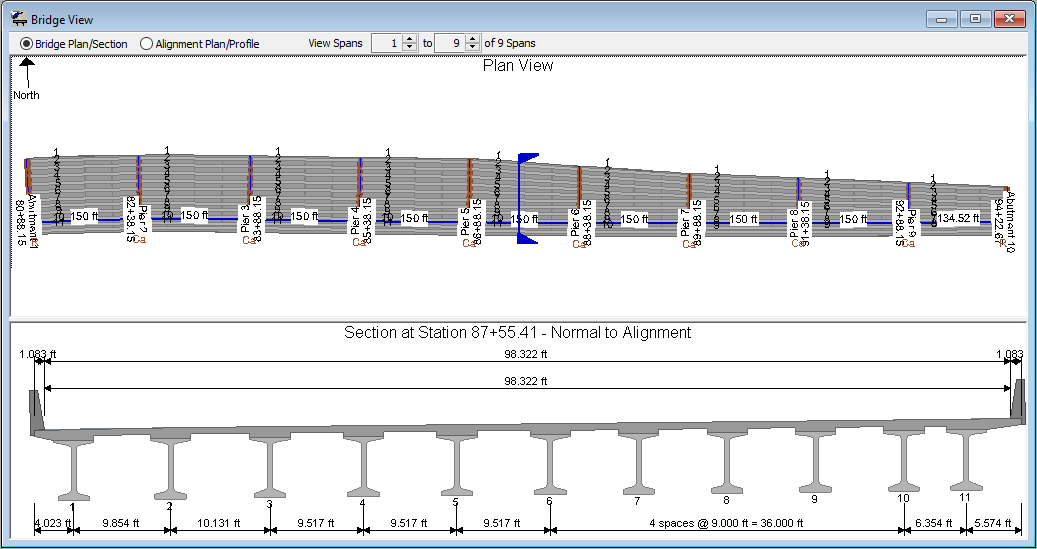 Bridge View
Bridge Plan/Section Alignment Plan/Profile View Spans 1 to 9 of 9 Spans
Plan View
North
150 ft 150 ft 150 ft 150 ft 150 ft 150 ft 150 ft 150 ft 134.52 ft
Abutment 1
80+88.15
Pier 2
82+38.15
Pier 3
83+88.15
Pier 4
85+38.15
Pier 5
86+88.15
Pier 6
88+38.15
Pier 7
89+88.15
Pier 8
91+38.15
Pier 9
92+88.15
Abutment 10
94+22.67
Ca Ca Ca Ca Ca Ca Ca Ca R
Section at Station 87+55.41 - Normal to Alignment
1.083 ft 98.322 ft 1.083
98.322 ft
1 2 3 4 5 6 7 8 9 10 11
4.023 ft 9.854 ft 10.131 ft 9.517 ft 9.517 ft 9.517 ft 4 spaces @ 9.000 ft = 36.000 ft 6.354 ft 5.574 ft